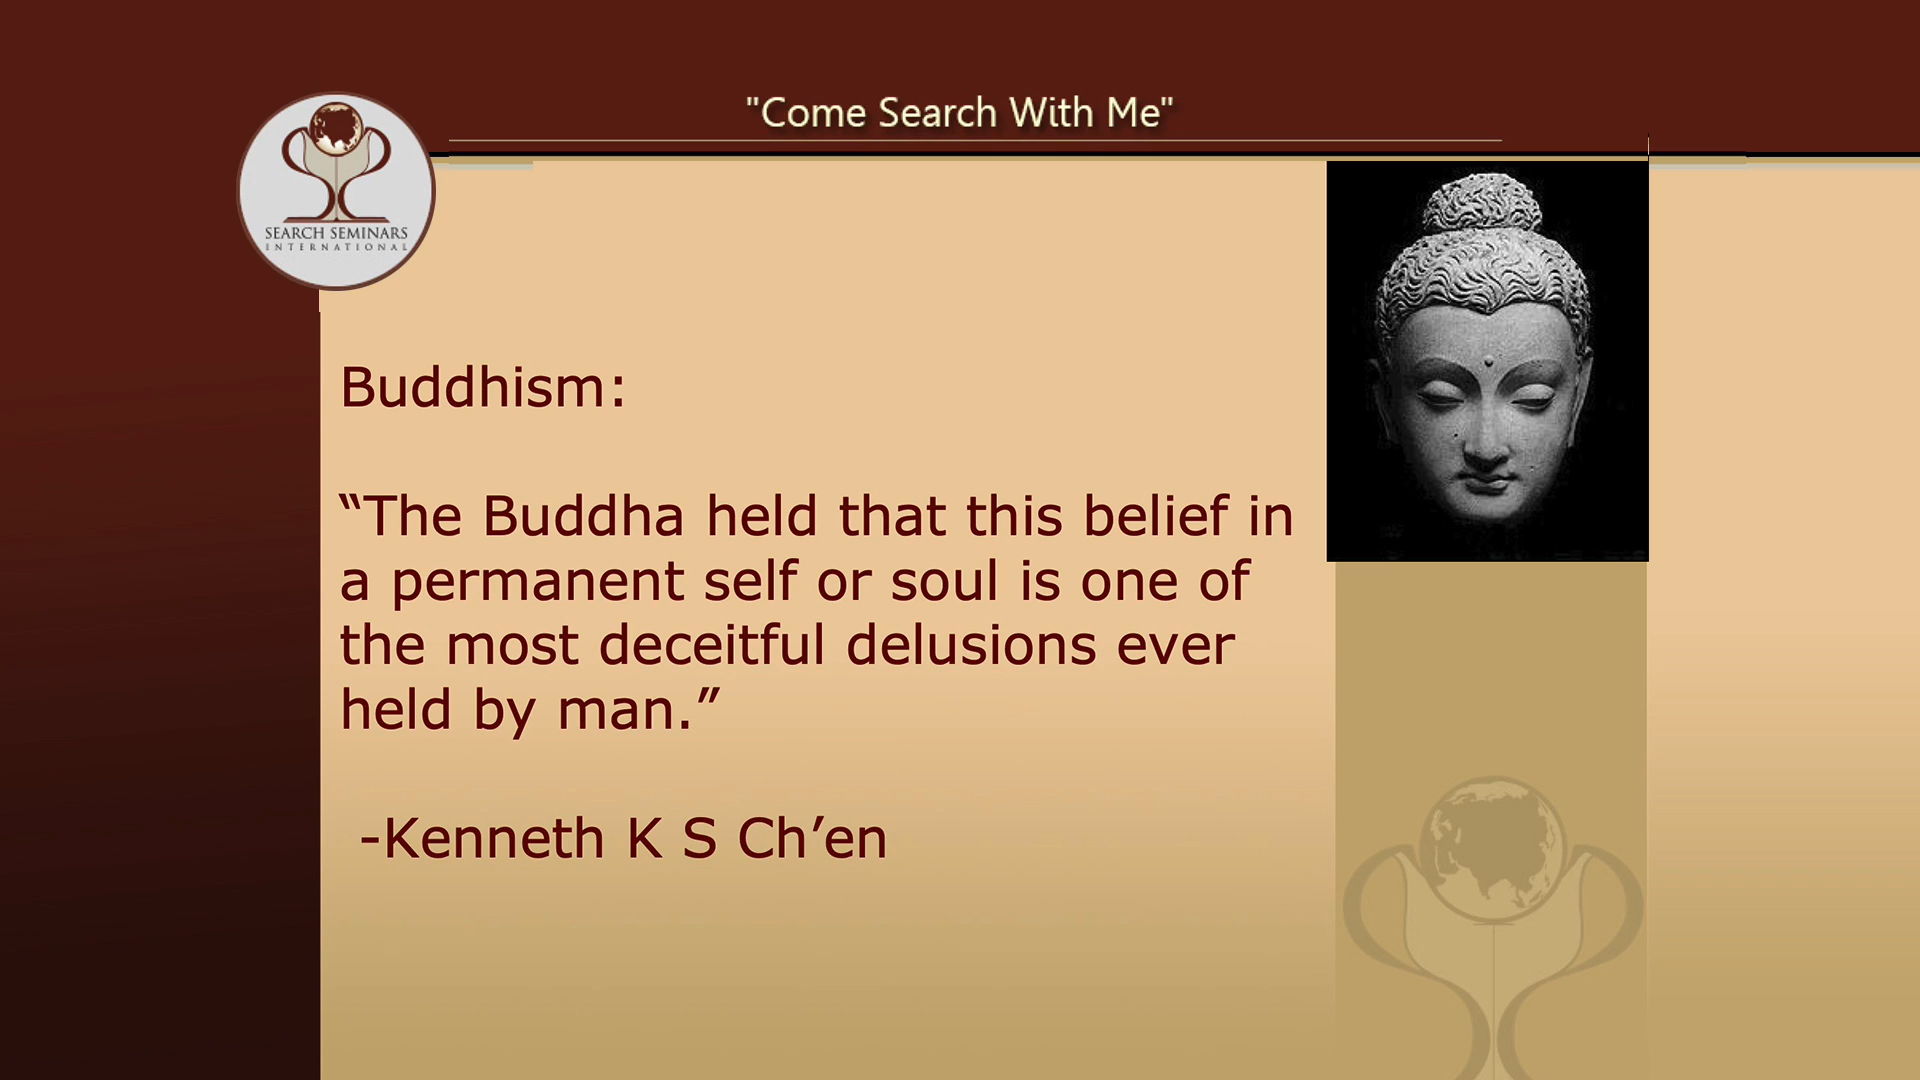 "Come Search With Me"
SEARCH SEMINARS
INTERNATIONAL
Buddhism:
“The Buddha held that this belief in
a permanent self or soul is one of
the most deceitful delusions ever
held by man.”
-Kenneth K S Ch’en